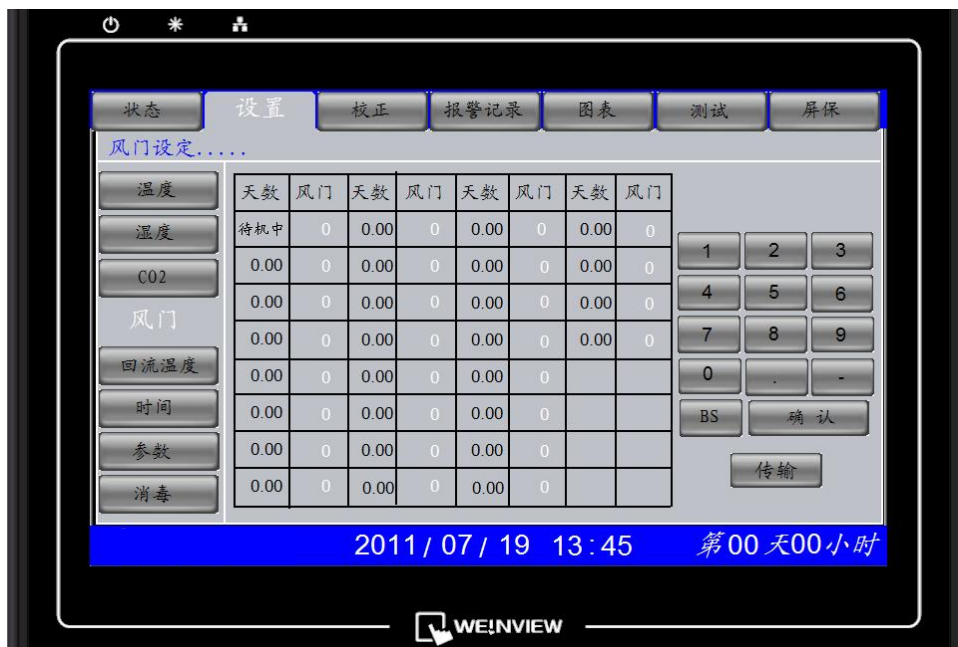 状态 设置 校正 报警记录 图表 测试 屏保
风门设定.....
温度
湿度
CO2
风门
回流温度
时间
参数
消毒
天数 风门 天数 风门 天数 风门 天数 风门
待机中 0 0.00 0 0.00 0 0.00 0
0.00 0 0.00 0 0.00 0 0.00 0
0.00 0 0.00 0 0.00 0 0.00 0
0.00 0 0.00 0 0.00 0 0.00 0
0.00 0 0.00 0 0.00 0
0.00 0 0.00 0 0.00 0
0.00 0 0.00 0 0.00 0
0.00 0 0.00 0 0.00 0
1 2 3
4 5 6
7 8 9
0 . -
BS 确 认
传输
2011/07/19 13:45 第00天00小时
WE!NVIEW